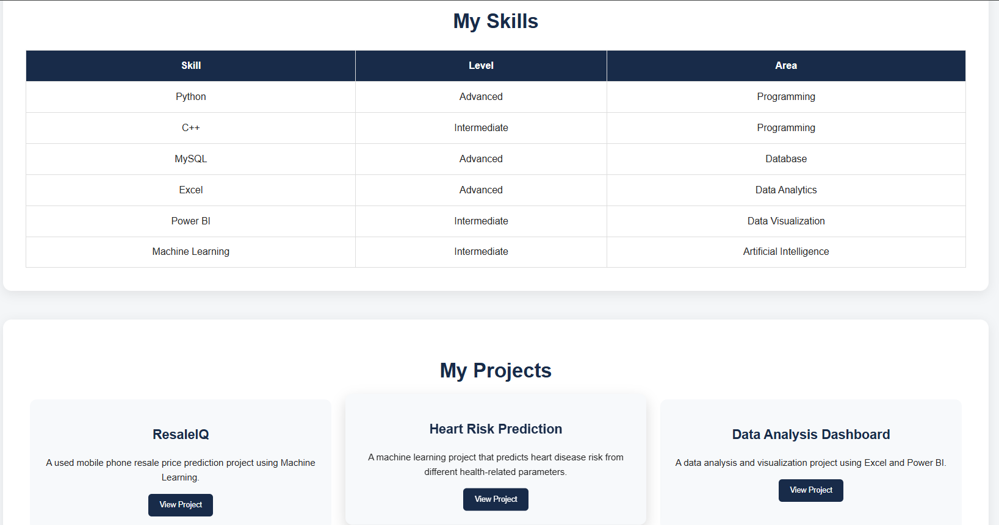 My Skills
Skill Level Area
Python Advanced Programming
C++ Intermediate Programming
MySQL Advanced Database
Excel Advanced Data Analytics
Power BI Intermediate Data Visualization
Machine Learning Intermediate Artificial Intelligence
My Projects
ResaleIQ
A used mobile phone resale price prediction project using Machine
Learning.
View Project
Heart Risk Prediction
A machine learning project that predicts heart disease risk from
different health-related parameters.
View Project
Data Analysis Dashboard
A data analysis and visualization project using Excel and Power BI.
View Project